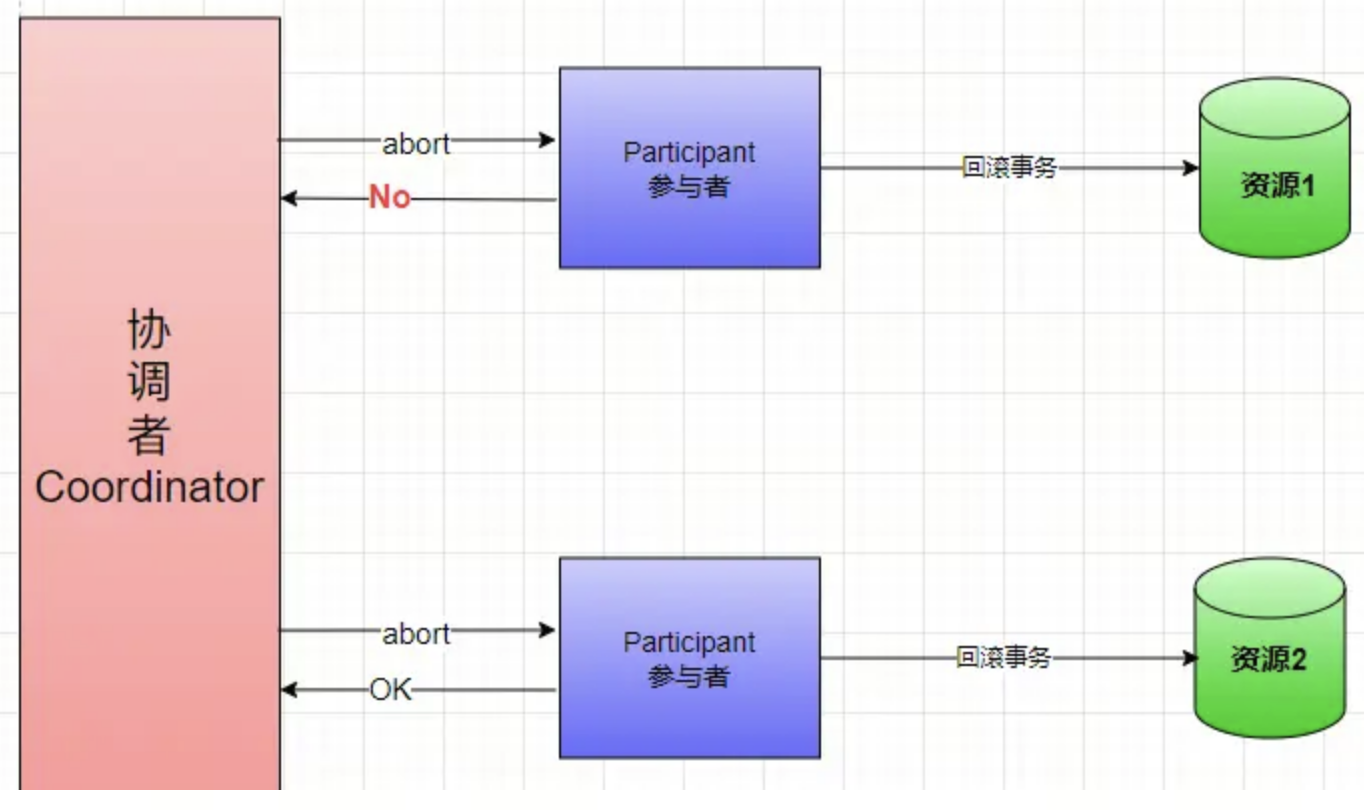 abort
No
Participant
参与者
回滚事务
资源1
协
调
者
Coordinator
abort
OK
Participant
参与者
回滚事务
资源2